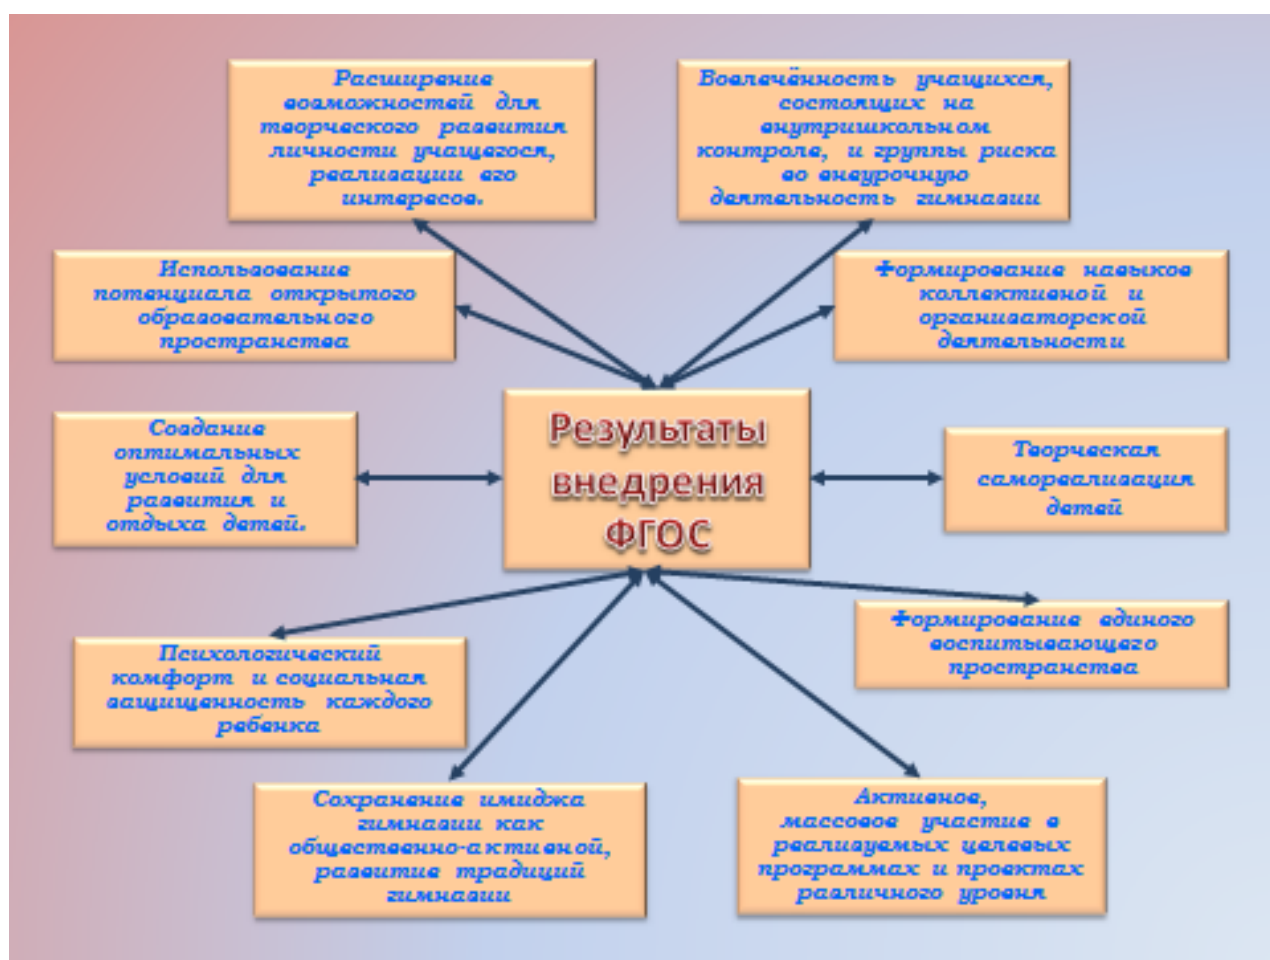 Расширение
возможностей для
творческого развития
личности учащегося,
реализации его
интересов.
Вовлечённость учащихся,
состоящих на
внутришкольном
контроле, и группы риска
во внеурочную
деятельность гимназии
Использование
потенциала открытого
образовательного
пространства
Формирование навыков
коллективной и
организаторской
деятельности
Создание
оптимальных
условий для
развития и
отдыха детей.
Результаты
внедрения
ФГОС
Творческая
самореализация
детей
Психологический
комфорт и социальная
защищенность каждого
ребенка
Формирование единого
воспитывающего
пространства
Сохранение имиджа
гимназии как
общественно-активной,
развитие традиций
гимназии
Активное,
массовое участие в
реализуемых целевых
программах и проектах
различного уровня